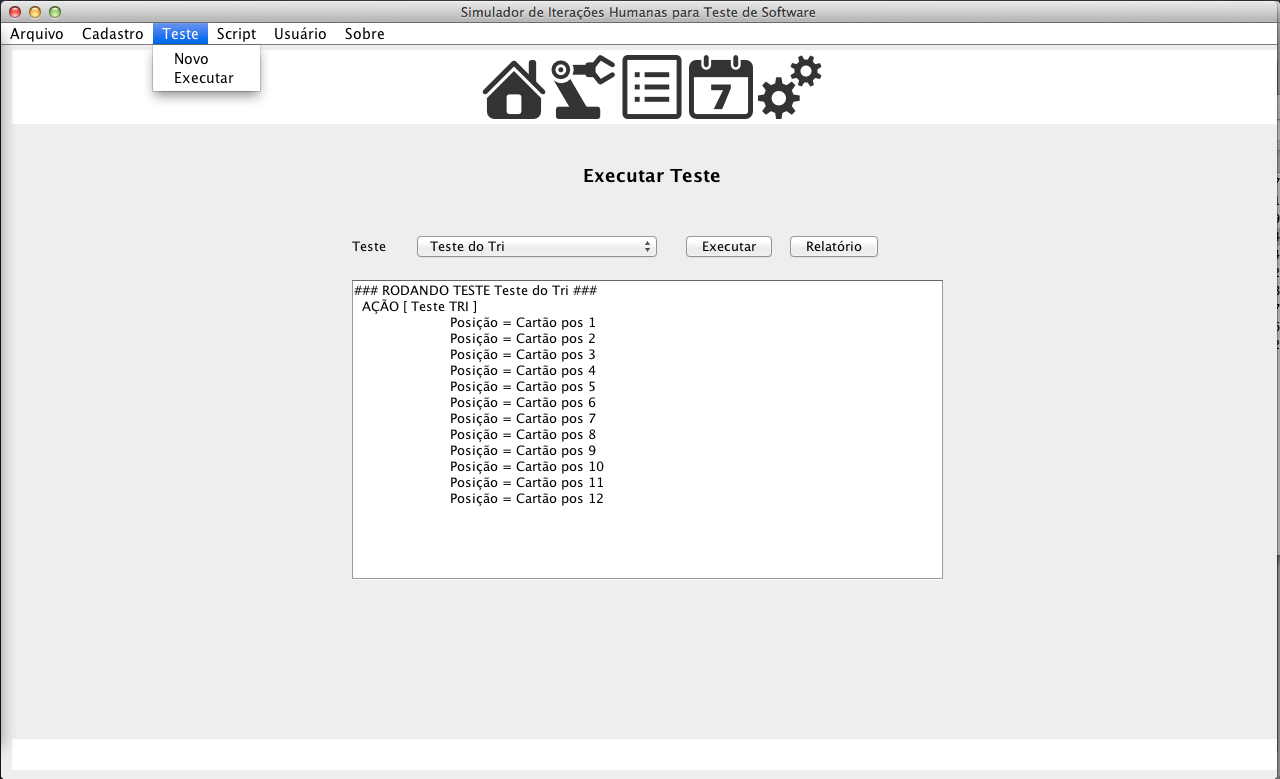 Simulador de Iterações Humanas para Teste de Software
Arquivo Cadastro Teste Script Usuário Sobre
Novo
Executar
7
Executar Teste
Teste Teste do Tri Executar Relatório
### RODANDO TESTE Teste do Tri ###
AÇÃO [ Teste TRI ]
Posição = Cartão pos 1
Posição = Cartão pos 2
Posição = Cartão pos 3
Posição = Cartão pos 4
Posição = Cartão pos 5
Posição = Cartão pos 6
Posição = Cartão pos 7
Posição = Cartão pos 8
Posição = Cartão pos 9
Posição = Cartão pos 10
Posição = Cartão pos 11
Posição = Cartão pos 12